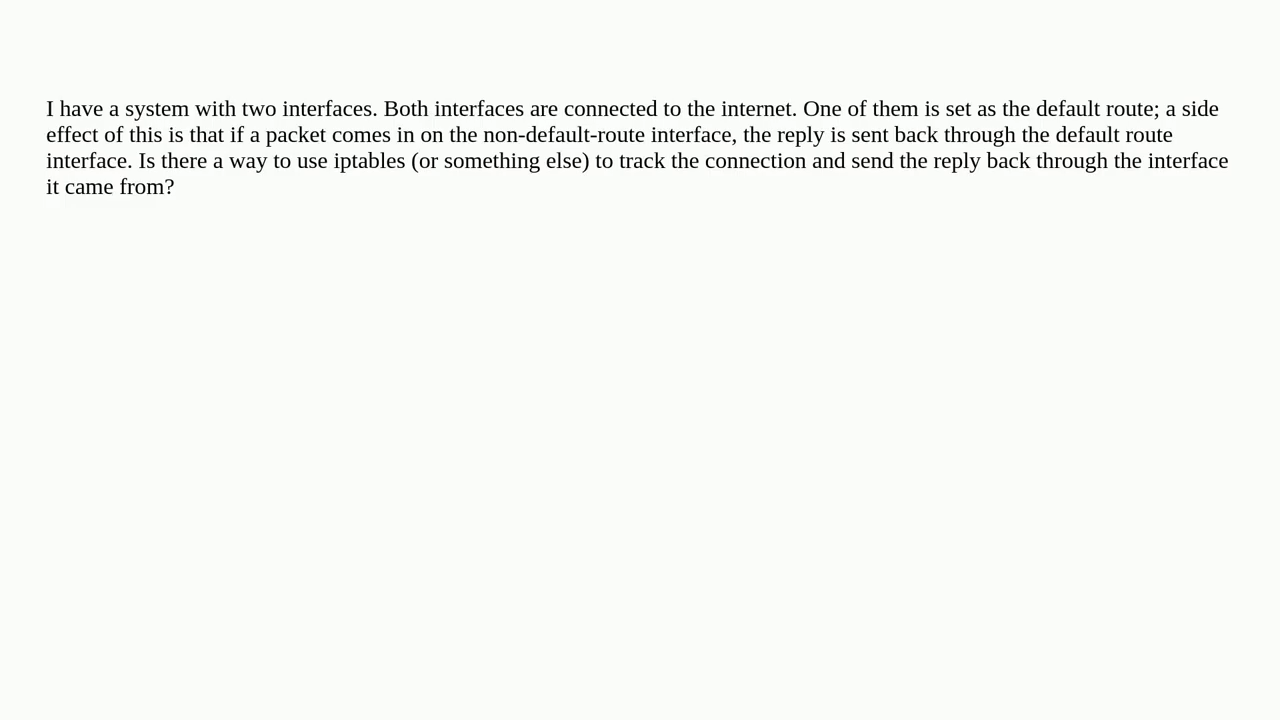 I have a system with two interfaces. Both interfaces are connected to the internet. One of them is set as the default route; a side
effect of this is that if a packet comes in on the non-default-route interface, the reply is sent back through the default route
interface. Is there a way to use iptables (or something else) to track the connection and send the reply back through the interface
it came from?